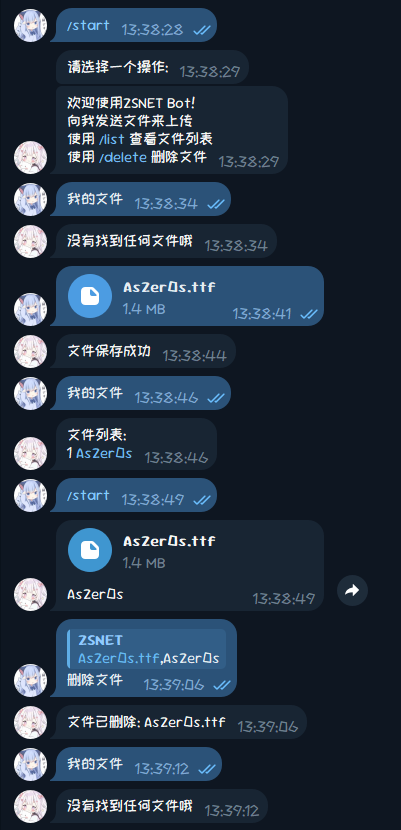 /start 13:38:28
请选择一个操作: 13:38:29
欢迎使用ZSNET Bot!
向我发送文件来上传
使用 /list 查看文件列表
使用 /delete 删除文件 13:38:29
我的文件 13:38:34
没有找到任何文件哦 13:38:34
AsZer0s.ttf
1.4 MB 13:38:41
文件保存成功 13:38:44
我的文件 13:38:46
文件列表:
1 AsZer0s 13:38:46
/start 13:38:49
AsZer0s.ttf
1.4 MB
AsZer0s 13:38:49
ZSNET
AsZer0s.ttf,AsZer0s
删除文件 13:39:06
文件已删除: AsZer0s.ttf 13:39:06
我的文件 13:39:12
没有找到任何文件哦 13:39:12